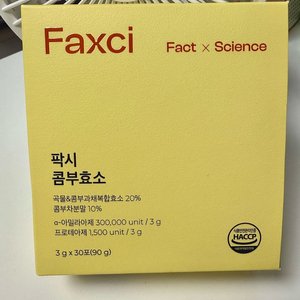 Faxci
Fact × Science
팍시
콤부효소
곡물&콤부과채복합효소 20%
콤부차분말 10%
α-아밀라아제 300,000 unit / 3 g
프로테아제 1,500 unit / 3 g
3 g x 30포(90 g)
HACCP